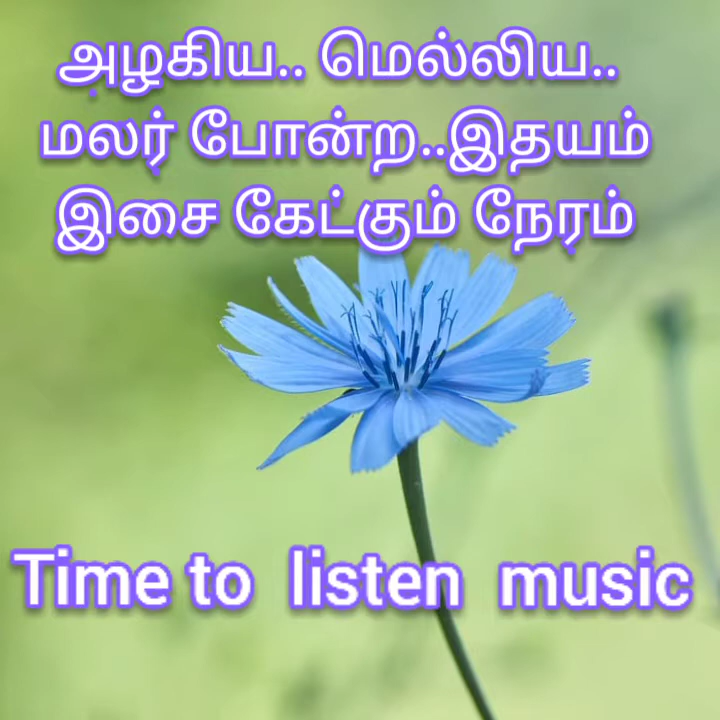 அழகிய.. மெல்லிய..
மலர் போன்ற..இதயம்
இசை கேட்கும் நேரம்
Time to listen music